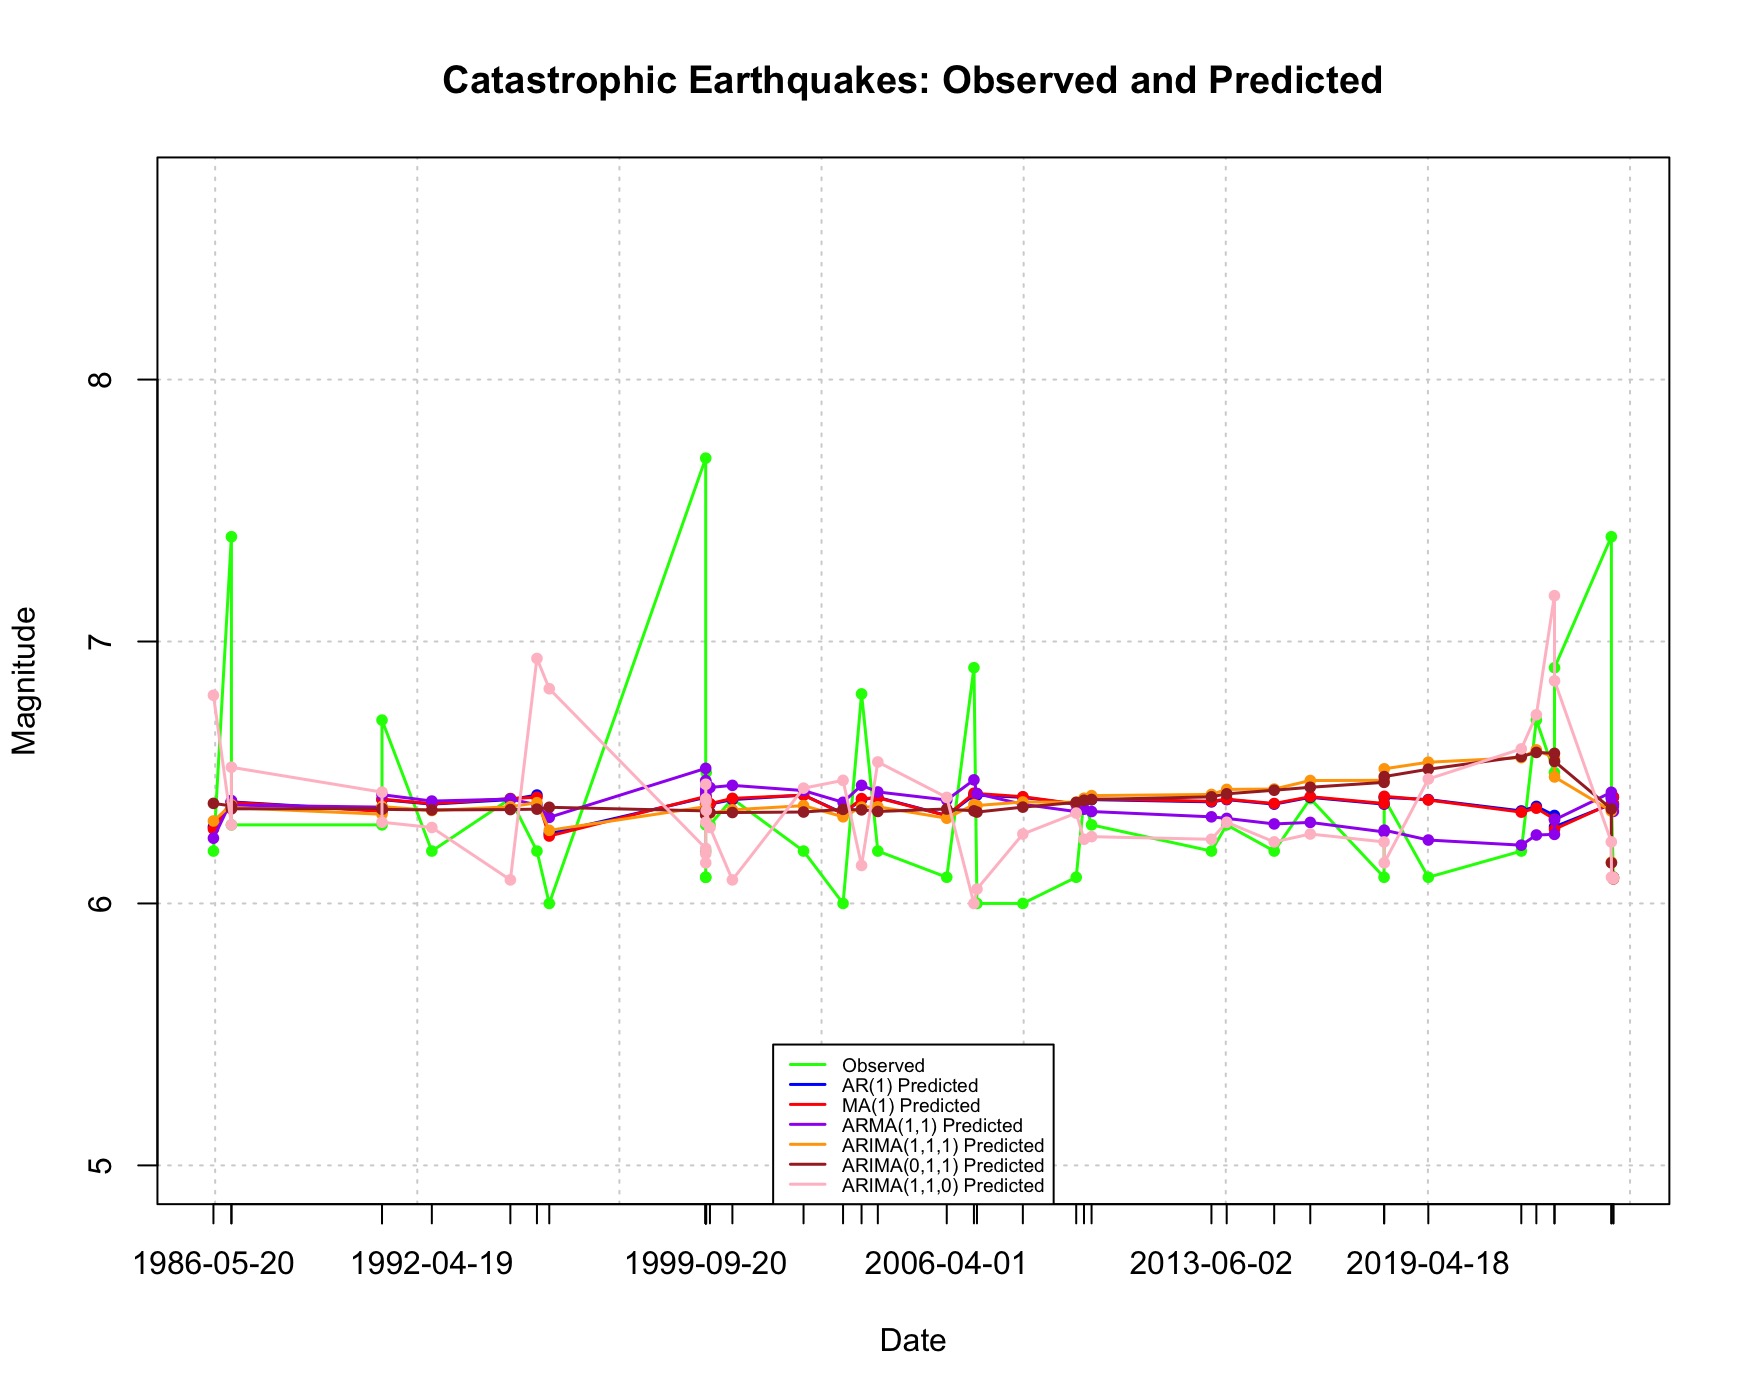 Catastrophic Earthquakes: Observed and Predicted
Magnitude
8
7
6
5
Observed
AR(1) Predicted
MA(1) Predicted
ARMA(1,1) Predicted
ARIMA(1,1,1) Predicted
ARIMA(0,1,1) Predicted
ARIMA(1,1,0) Predicted
1986-05-20 1992-04-19 1999-09-20 2006-04-01 2013-06-02 2019-04-18
Date